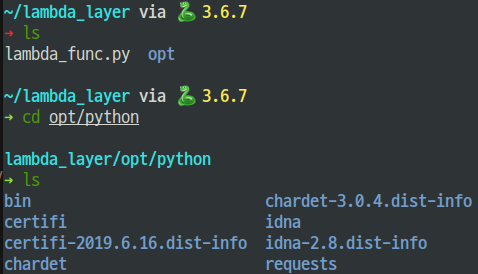 ~/lambda_layer via 🐍 3.6.7
➜ ls
lambda_func.py opt
~/lambda_layer via 🐍 3.6.7
➜ cd opt/python
lambda_layer/opt/python
➜ ls
bin chardet-3.0.4.dist-info
certifi idna
certifi-2019.6.16.dist-info idna-2.8.dist-info
chardet requests